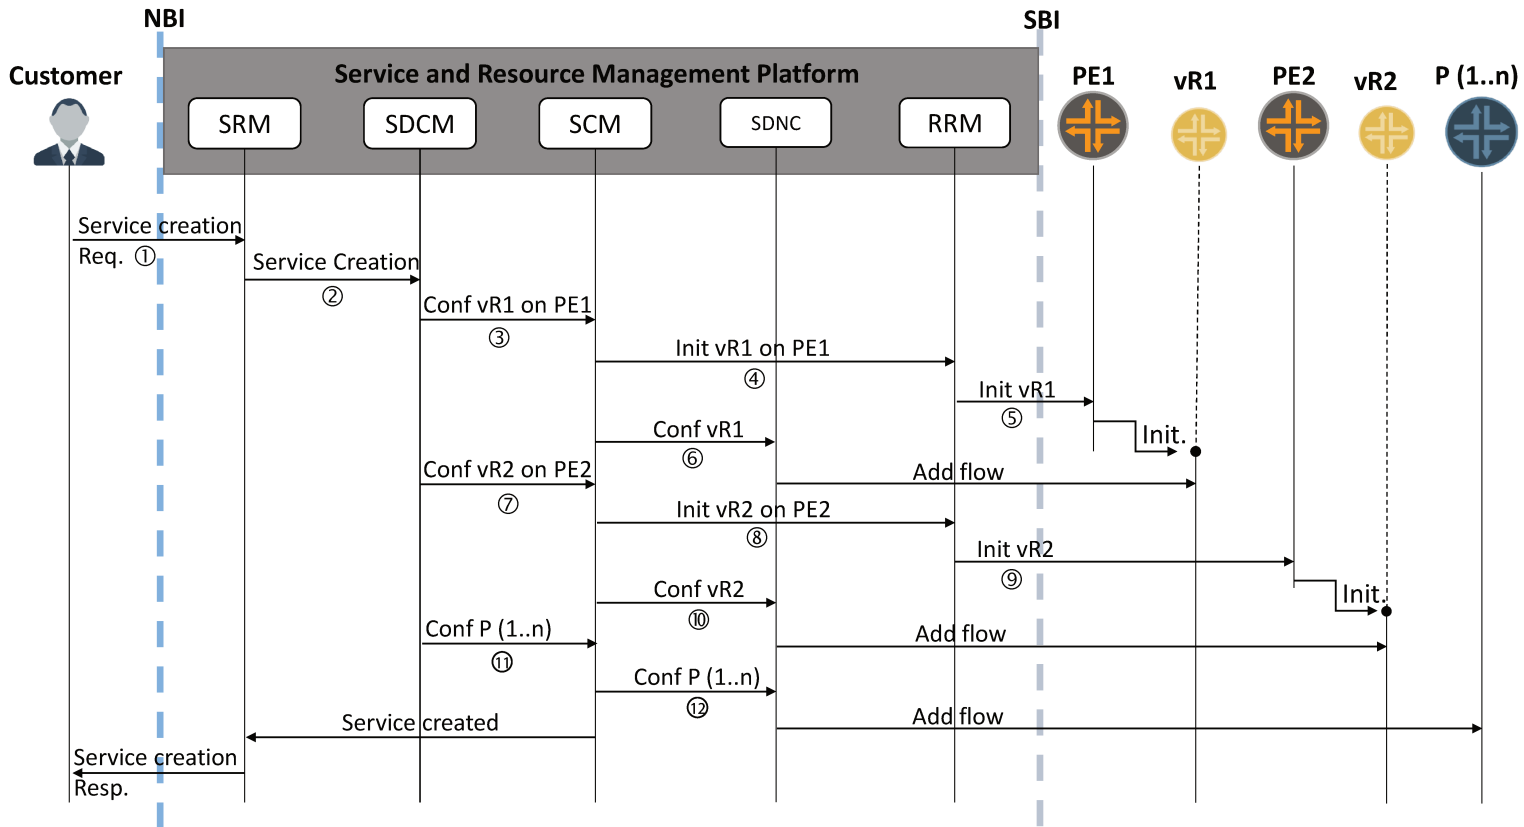 NBI
SBI
Service and Resource Management Platform
Customer
PE1
vR1
PE2
vR2
P (1..n)
SRM
SDCM
SCM
SDNC
RRM
Service creation
Req. ①
Service Creation
②
Conf vR1 on PE1
③
Init vR1 on PE1
④
Init vR1
⑤
Init.
Conf vR1
⑥
Conf vR2 on PE2
⑦
Add flow
Init vR2 on PE2
⑧
Init vR2
⑨
Init.
Conf vR2
⑩
Conf P (1..n)
⑪
Add flow
Conf P (1..n)
⑫
Add flow
Service created
Service creation
Resp.